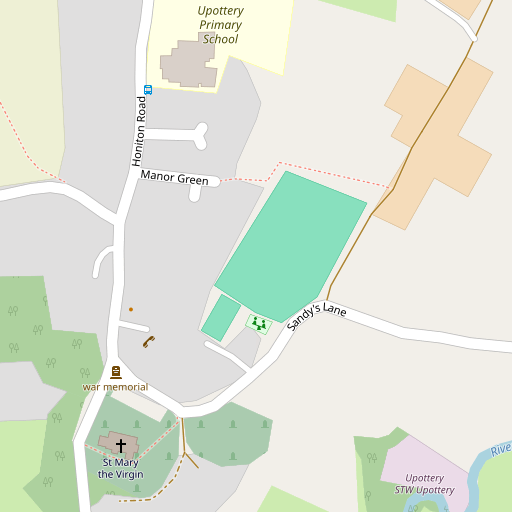 Upottery
Primary
School
Honiton Road
Manor Green
Sandy's Lane
war memorial
St Mary
the Virgin
Upottery
STW Upottery
Rive